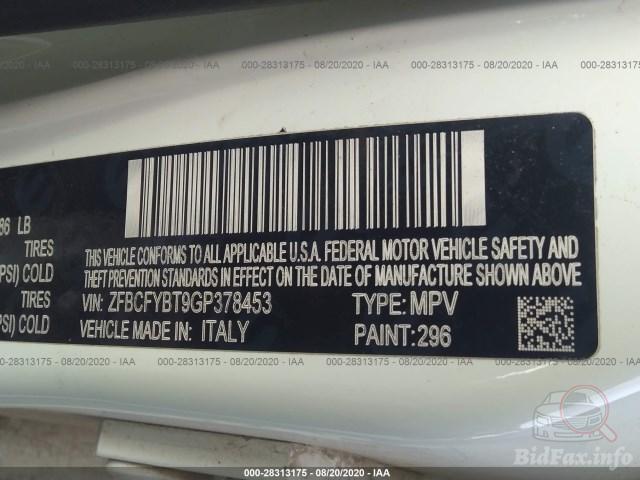 000-28313175 - 08/20/2020 - IAA
000-28313175 - 08/20/2020 - IAA
000-28313175 - 08/20/2020 - IAA
86 LB
TIRES
PSI) COLD
TIRES
PSI) COLD
THIS VEHICLE CONFORMS TO ALL APPLICABLE U.S.A. FEDERAL MOTOR VEHICLE SAFETY AND
THEFT PREVENTION STANDARDS IN EFFECT ON THE DATE OF MANUFACTURE SHOWN ABOVE
VIN: ZFBCFYBT9GP378453 TYPE: MPV
VEHICLE MADE IN: ITALY PAINT: 296
000-28313175 - 08/20/2020 - IAA
000-28313175 - 08/20/2020 - IAA
000-28313175 - 08/20/2020 - IAA
000-28313175 - 08/20/2020 - IAA
BidFax.info
000-28313175 - 08/20/2020 - IAA